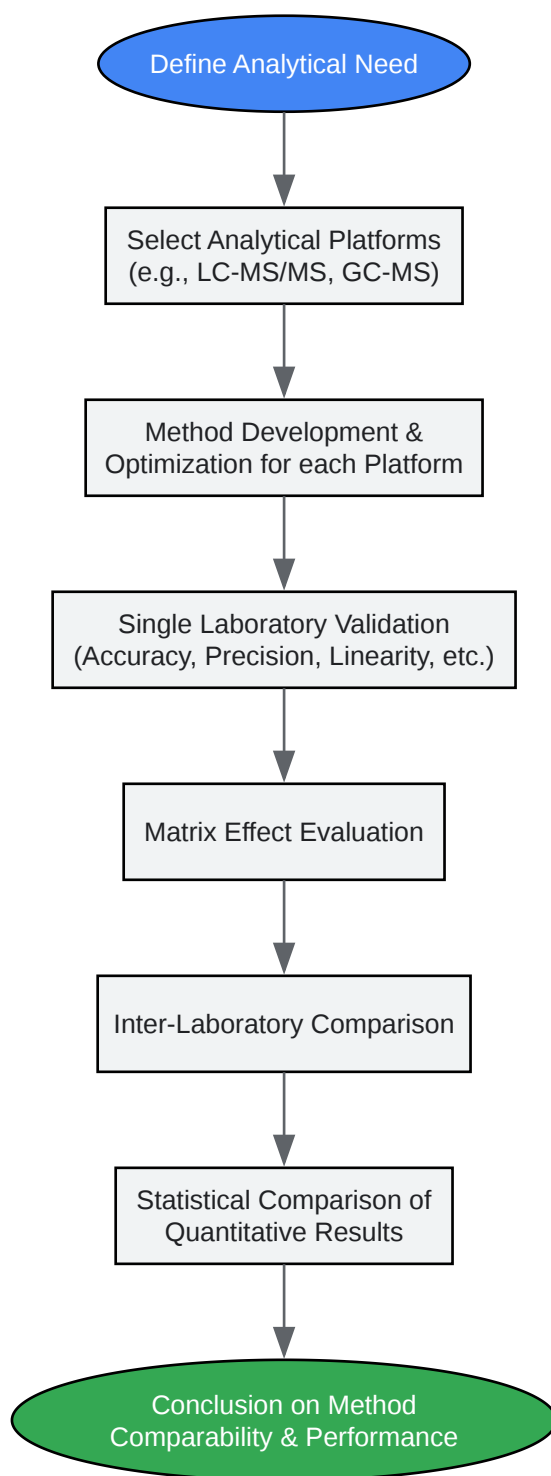 Define Analytical Need
Select Analytical Platforms
(e.g., LC-MS/MS, GC-MS)
Method Development &
Optimization for each Platform
Single Laboratory Validation
(Accuracy, Precision, Linearity, etc.)
Matrix Effect Evaluation
Inter-Laboratory Comparison
Statistical Comparison of
Quantitative Results
Conclusion on Method
Comparability & Performance